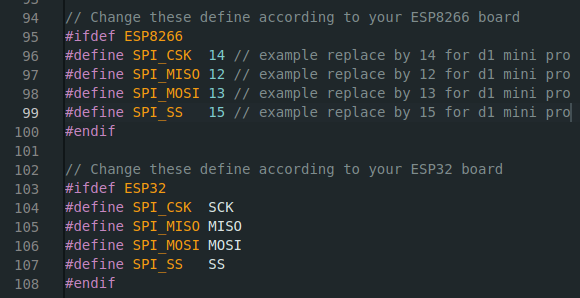 94 // Change these define according to your ESP8266 board
95 #ifdef ESP8266
96 #define SPI_CSK  14 // example replace by 14 for d1 mini pro
97 #define SPI_MISO 12 // example replace by 12 for d1 mini pro
98 #define SPI_MOSI 13 // example replace by 13 for d1 mini pro
99 #define SPI_SS   15 // example replace by 15 for d1 mini pro
100 #endif
101
102 // Change these define according to your ESP32 board
103 #ifdef ESP32
104 #define SPI_CSK  SCK
105 #define SPI_MISO MISO
106 #define SPI_MOSI MOSI
107 #define SPI_SS   SS
108 #endif